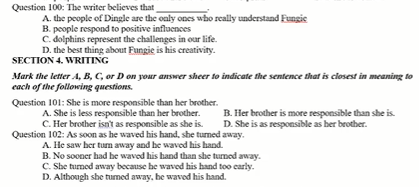 Question 100: The writer believes that ____________.
A. the people of Dingle are the only ones who really understand Fungie
B. people respond to positive influences
C. dolphins represent the challenges in our life.
D. the best thing about Fungie is his creativity.
SECTION 4. WRITING
Mark the letter A, B, C, or D on your answer sheer to indicate the sentence that is closest in meaning to
each of the following questions.
Question 101: She is more responsible than her brother.
A. She is less responsible than her brother. B. Her brother is more responsible than she is.
C. Her brother isn't as responsible as she is. D. She is as responsible as her brother.
Question 102: As soon as he waved his hand, she turned away.
A. He saw her turn away and he waved his hand.
B. No sooner had he waved his hand than she turned away.
C. She turned away because he waved his hand too early.
D. Although she turned away, he waved his hand.